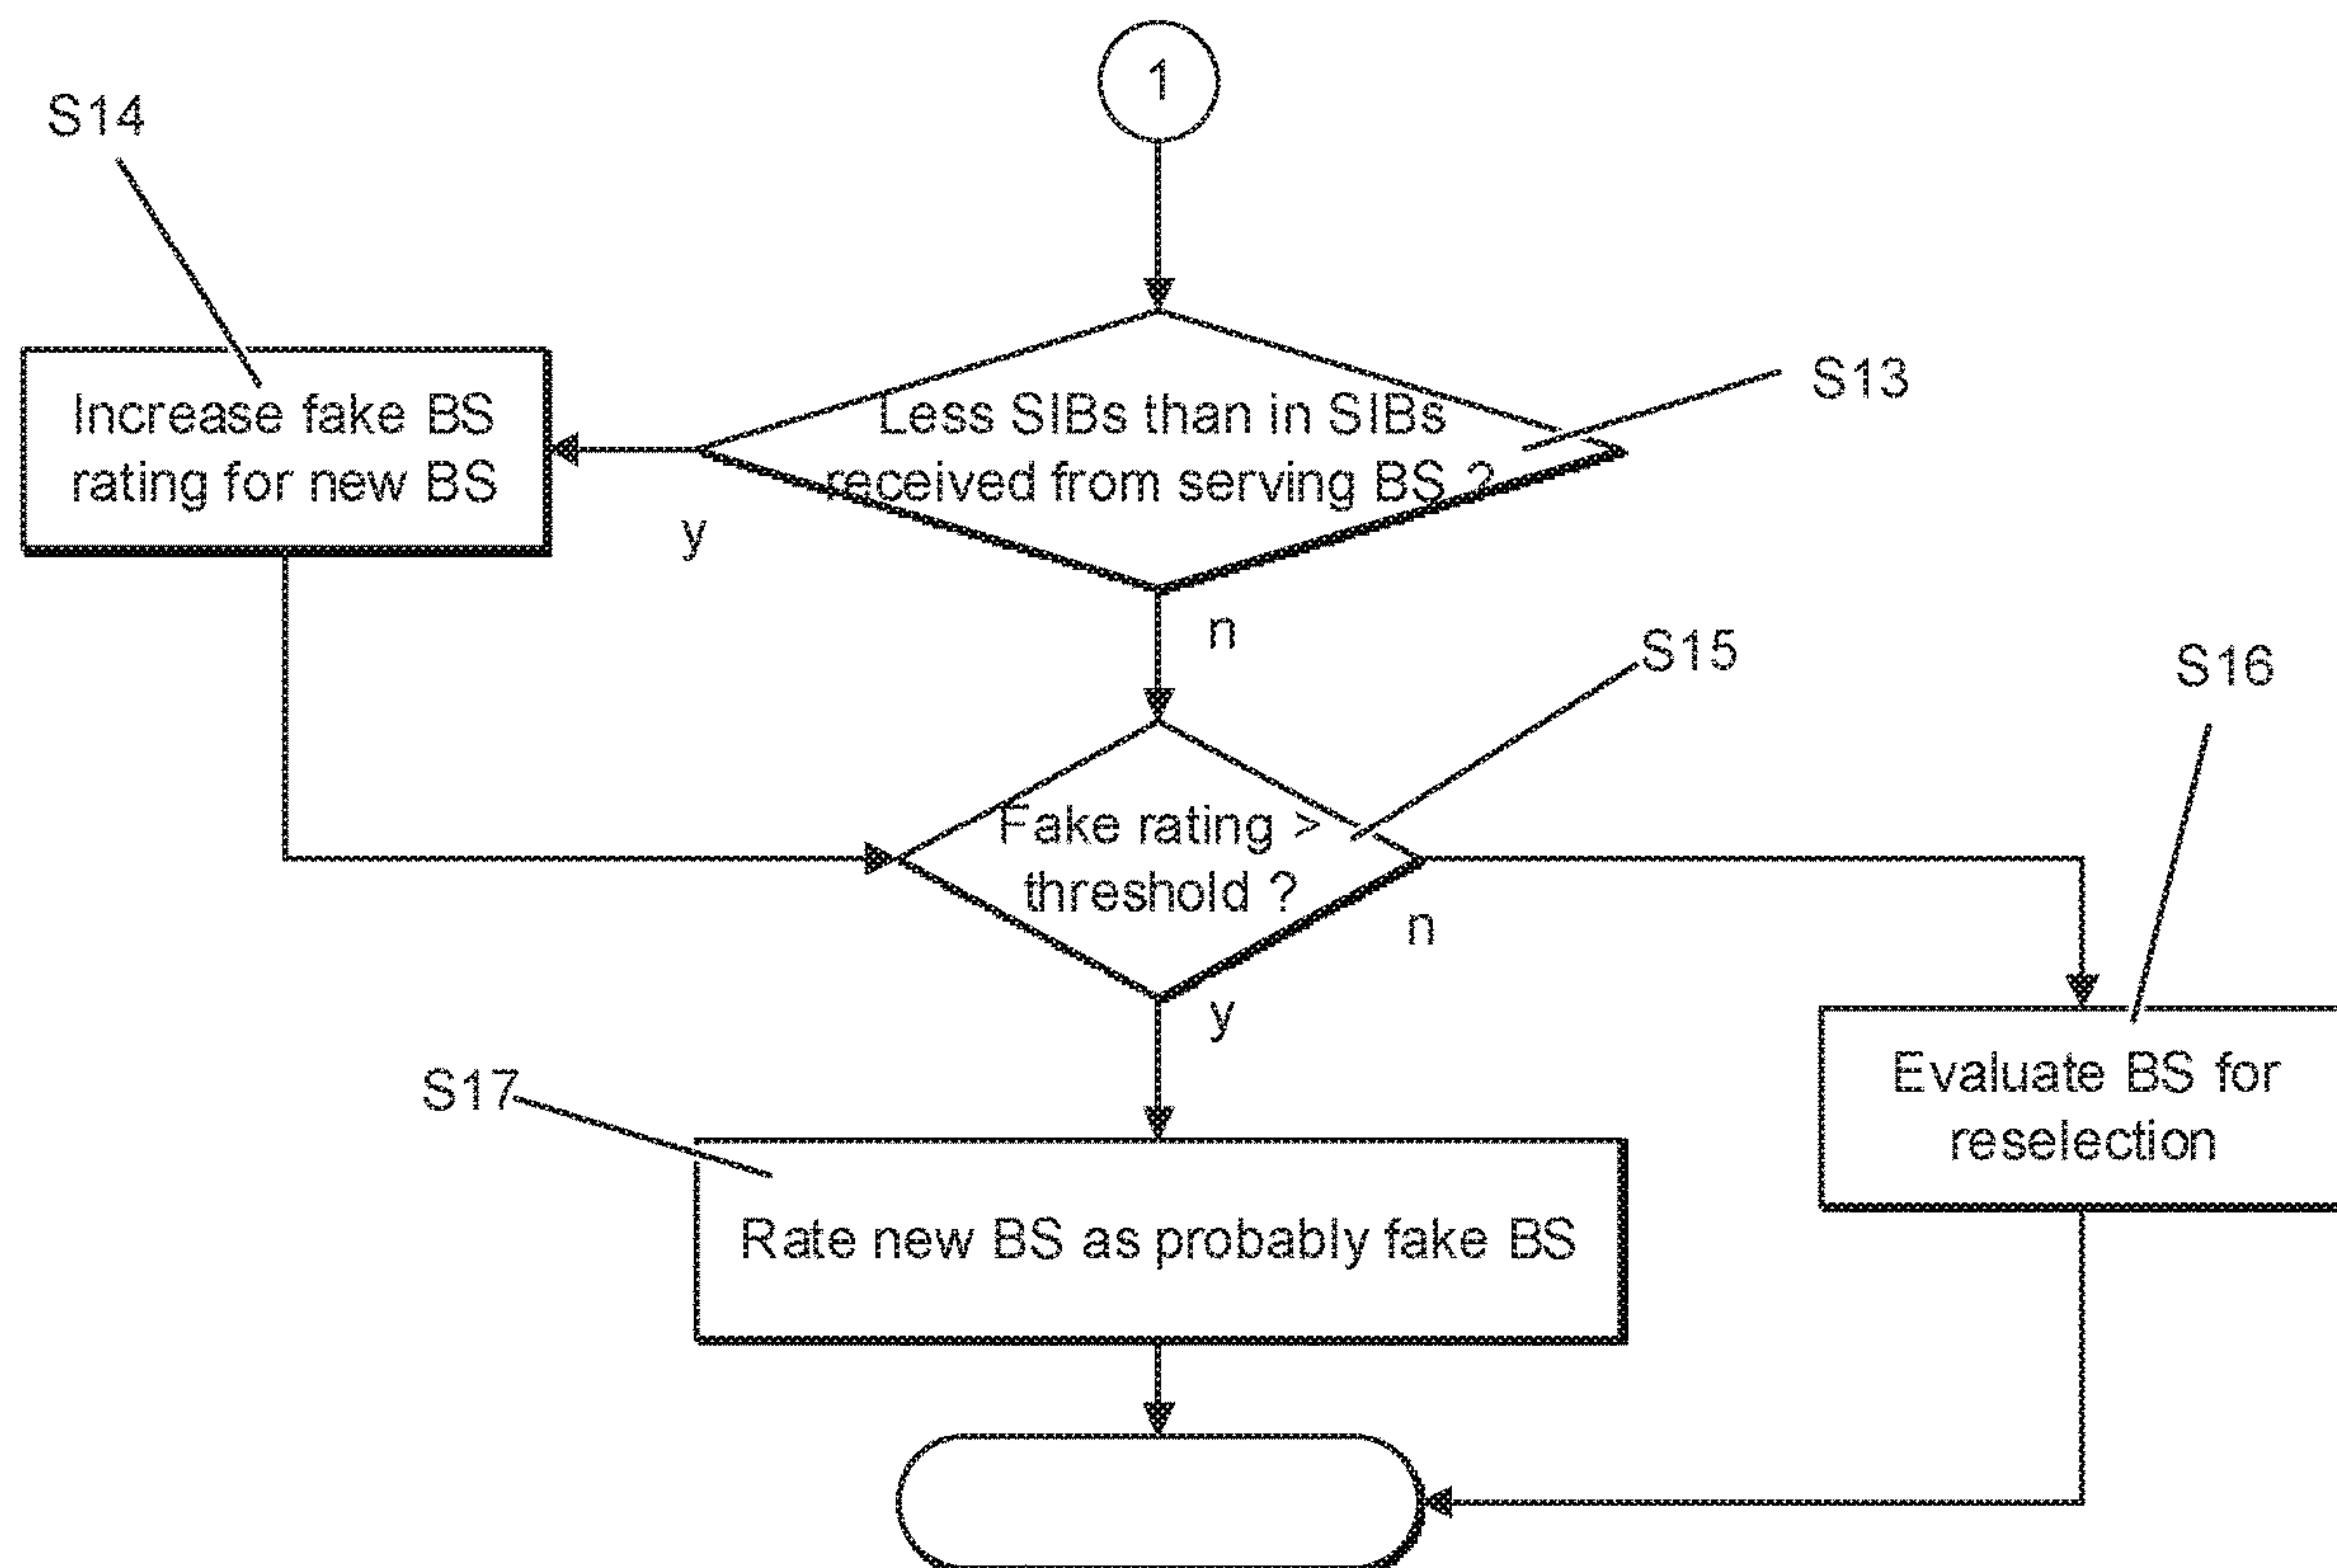 1
S14
Increase fake BS
rating for new BS
Less SIBs than in SIBs
received from serving BS ?
S13
y
n
S15
S16
Fake rating >
threshold ?
n
y
S17
Evaluate BS for
reselection
Rate new BS as probably fake BS